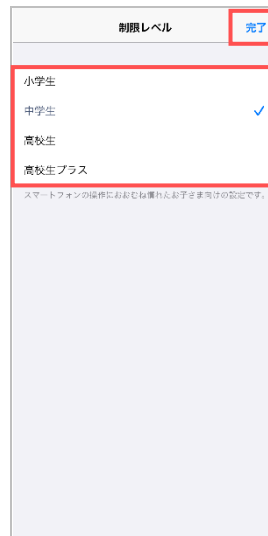 制限レベル 完了
小学生
中学生
高校生
高校生プラス
スマートフォンの操作におおむね慣れたお子さま向けの設定です。